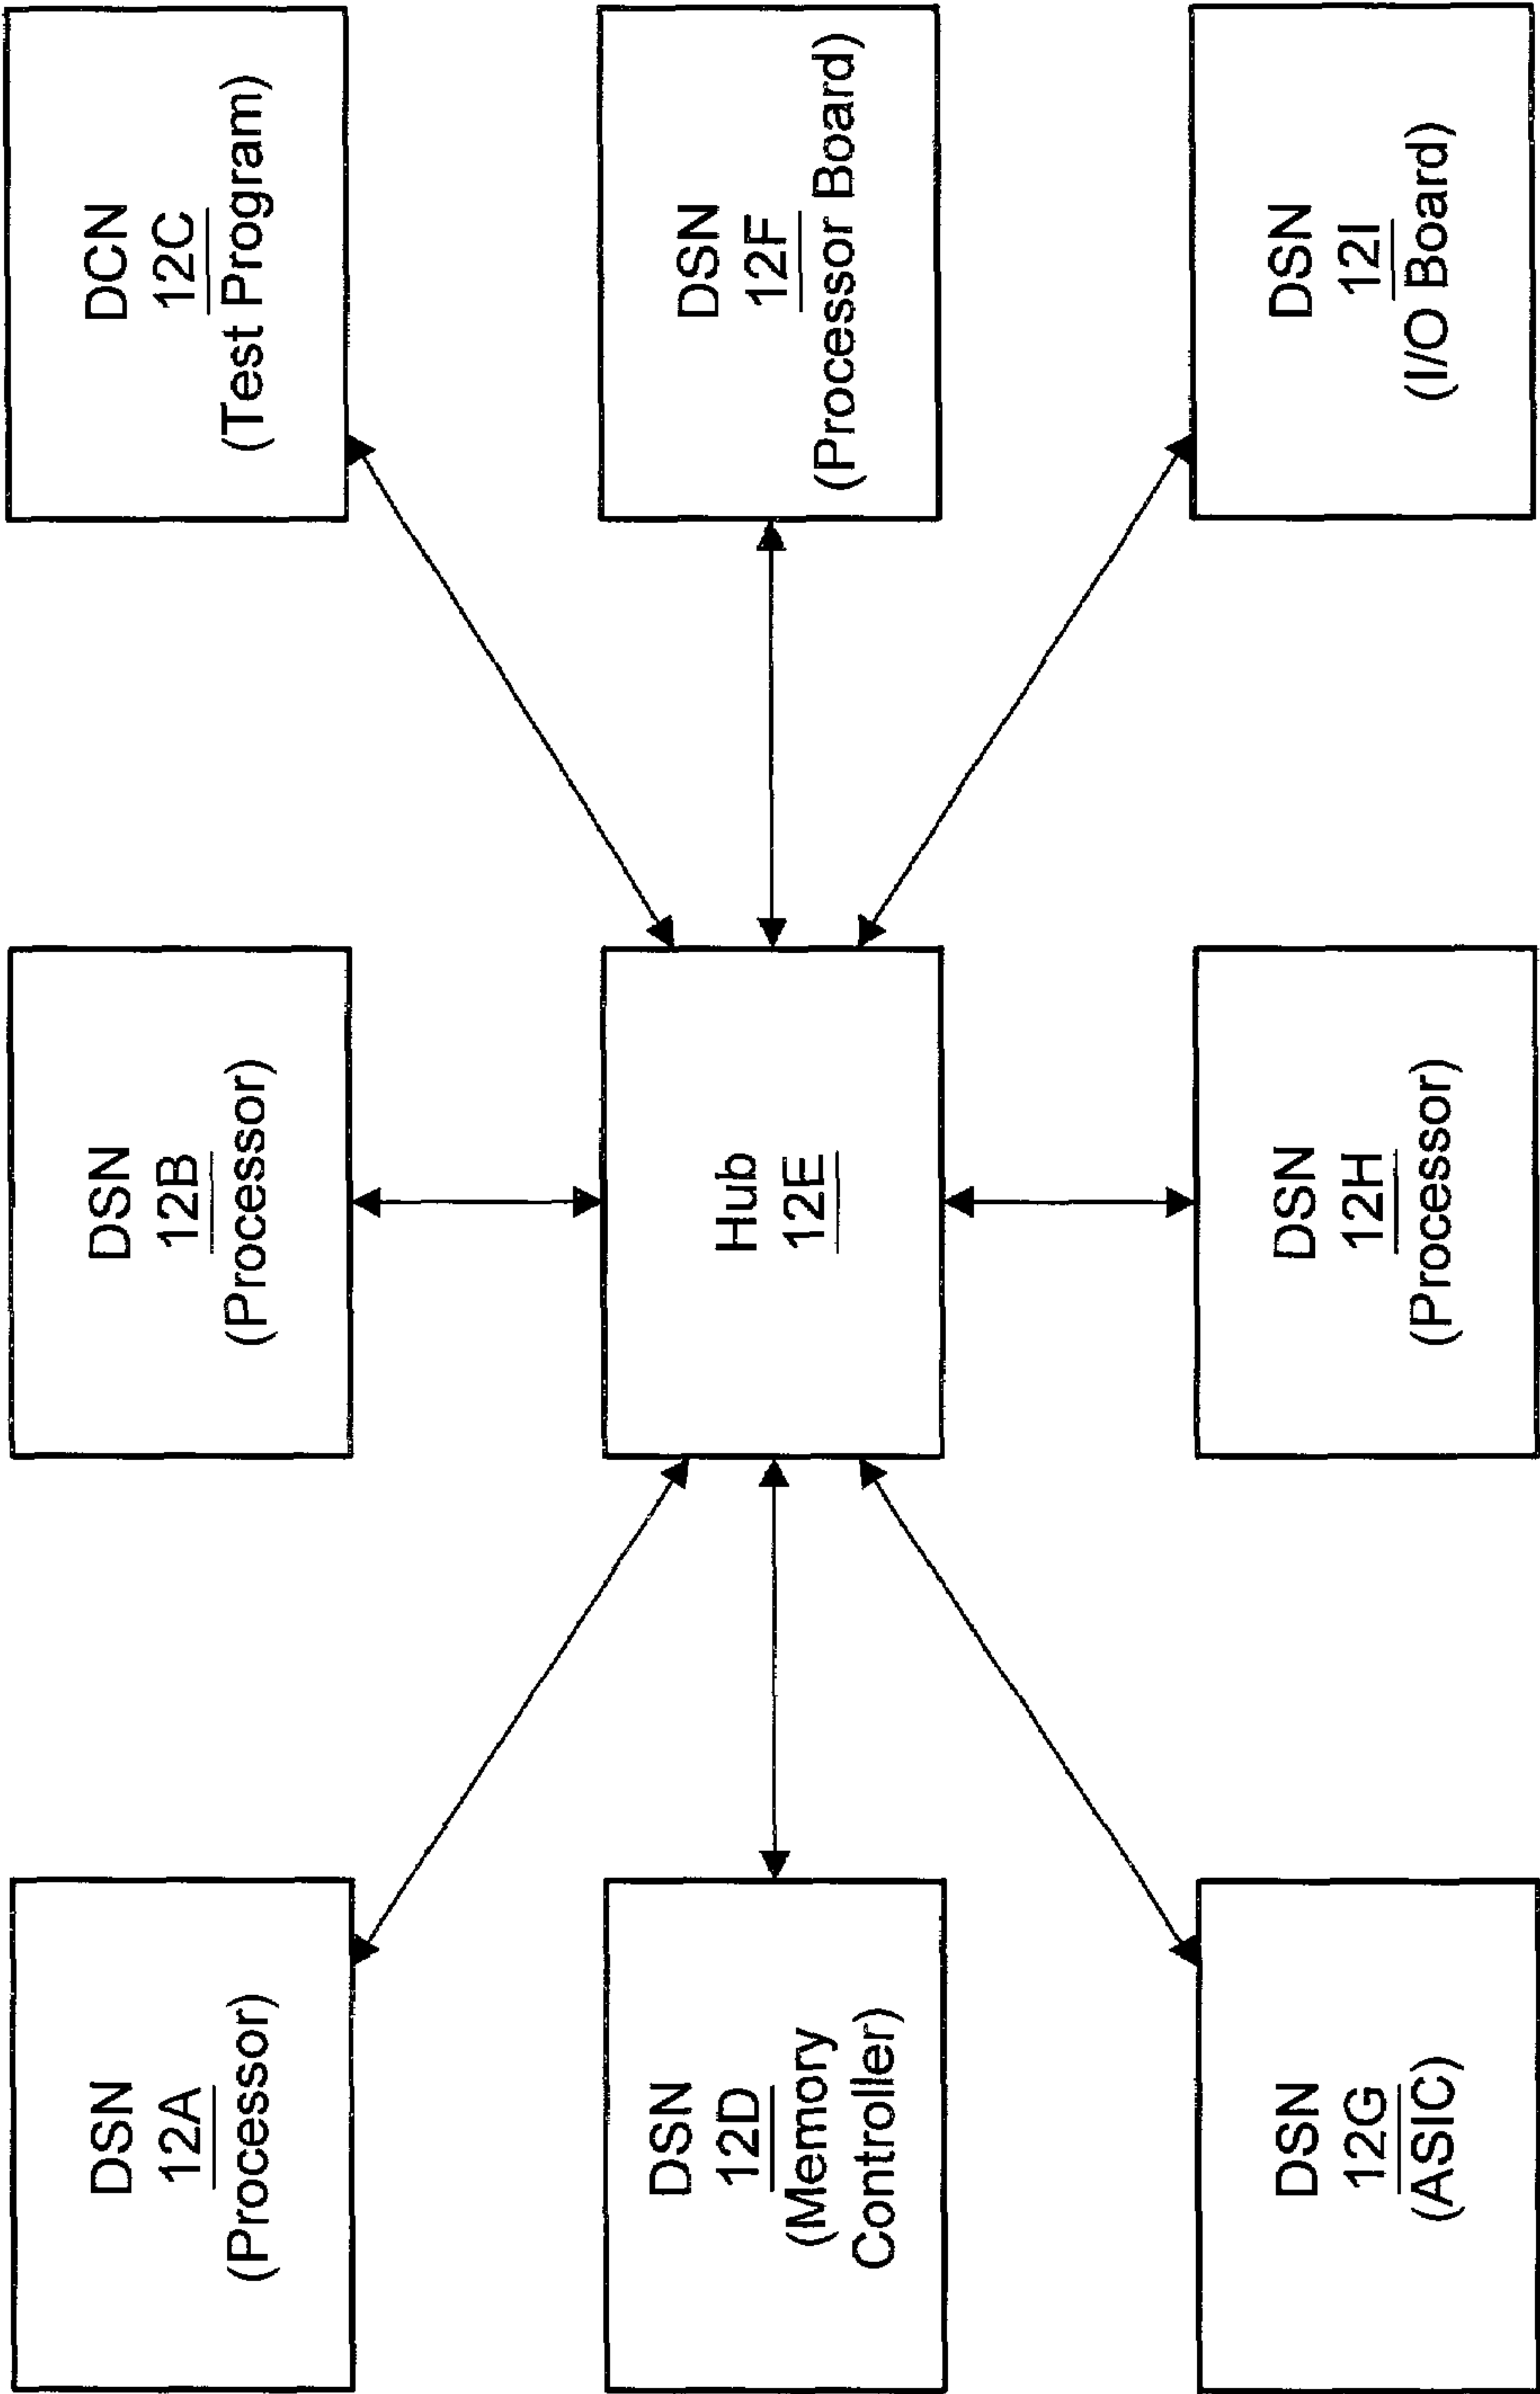 DSN
12A
(Processor)
DSN
12B
(Processor)
DCN
12C
(Test Program)
DSN
12D
(Memory
Controller)
Hub
12E
DSN
12F
(Processor Board)
DSN
12G
(ASIC)
DSN
12H
(Processor)
DSN
12I
(I/O Board)